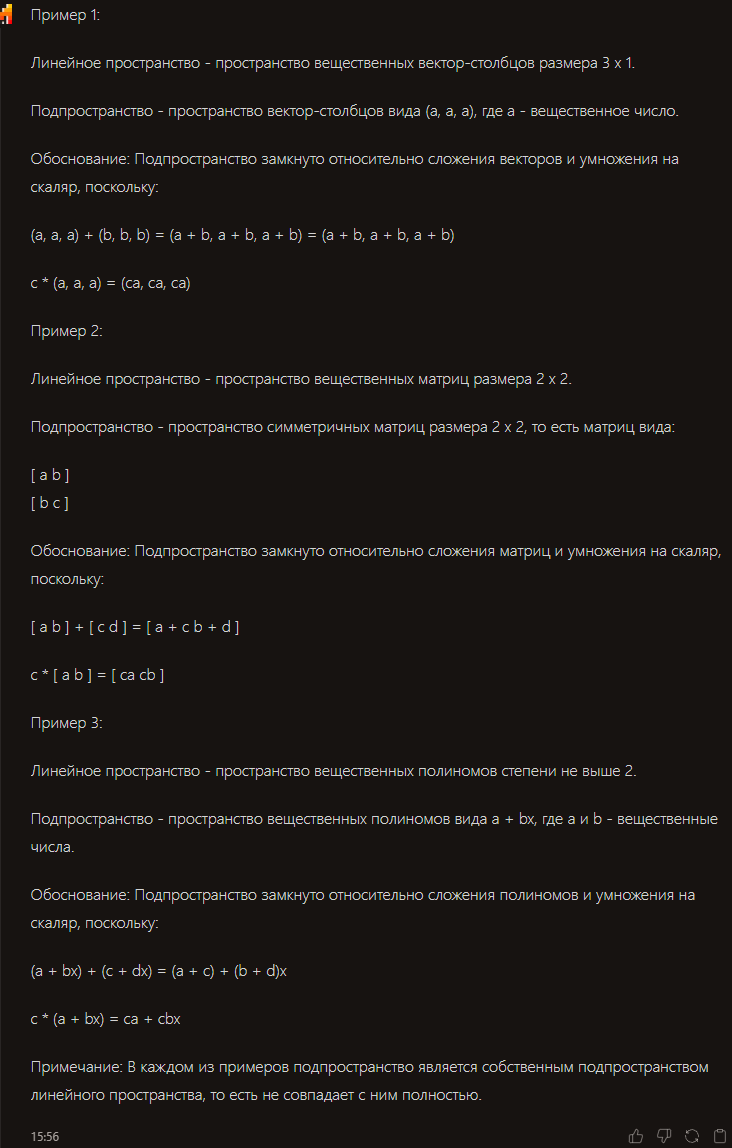 Пример 1:
Линейное пространство - пространство вещественных вектор-столбцов размера 3 x 1.
Подпространство - пространство вектор-столбцов вида (a, a, a), где a - вещественное число.
Обоснование: Подпространство замкнуто относительно сложения векторов и умножения на
скаляр, поскольку:
(a, a, a) + (b, b, b) = (a + b, a + b, a + b) = (a + b, a + b, a + b)
c * (a, a, a) = (ca, ca, ca)
Пример 2:
Линейное пространство - пространство вещественных матриц размера 2 x 2.
Подпространство - пространство симметричных матриц размера 2 x 2, то есть матриц вида:
[ a b ]
[ b c ]
Обоснование: Подпространство замкнуто относительно сложения матриц и умножения на скаляр,
поскольку:
[ a b ] + [ c d ] = [ a + c b + d ]
c * [ a b ] = [ ca cb ]
Пример 3:
Линейное пространство - пространство вещественных полиномов степени не выше 2.
Подпространство - пространство вещественных полиномов вида a + bx, где a и b - вещественные
числа.
Обоснование: Подпространство замкнуто относительно сложения полиномов и умножения на
скаляр, поскольку:
(a + bx) + (c + dx) = (a + c) + (b + d)x
c * (a + bx) = ca + cbx
Примечание: В каждом из примеров подпространство является собственным подпространством
линейного пространства, то есть не совпадает с ним полностью.
15:56